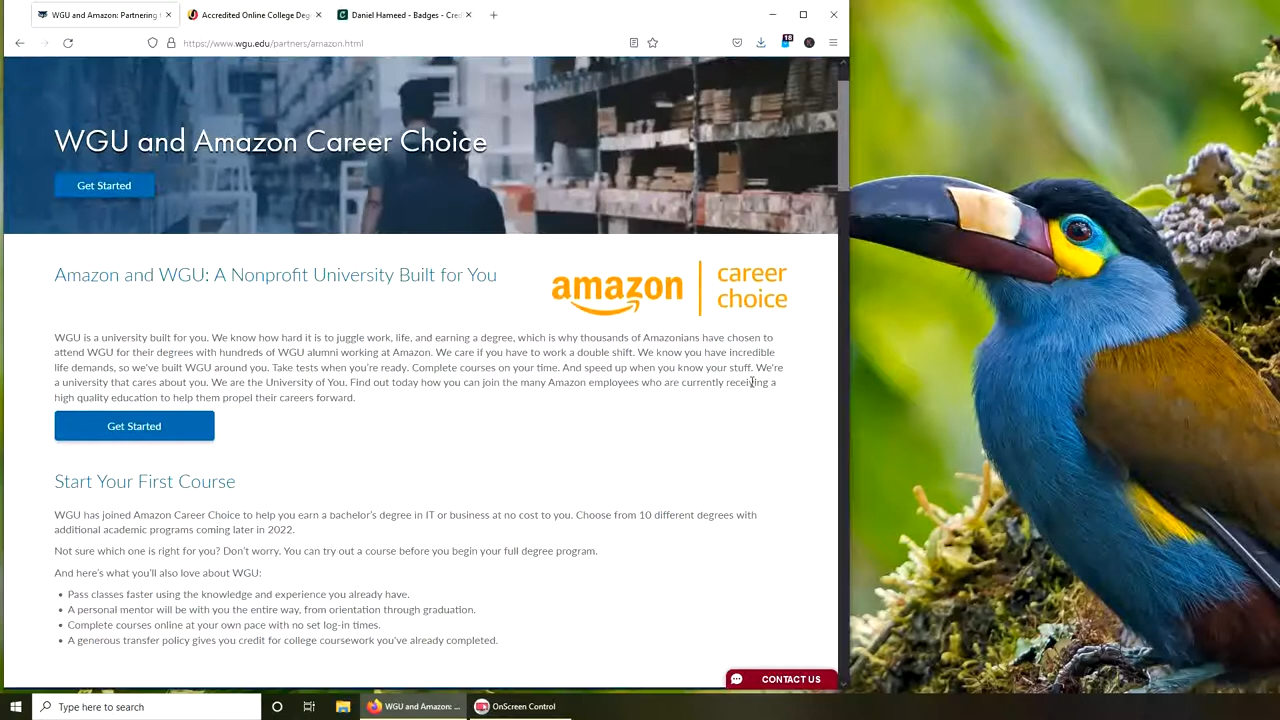 WGU and Amazon: Partnering
Accredited Online College Deg
Daniel Hameed - Badges - Cred
https://www.wgu.edu/partners/amazon.html
18
WGU and Amazon Career Choice
Get Started
Amazon and WGU: A Nonprofit University Built for You
amazon
career
choice
WGU is a university built for you. We know how hard it is to juggle work, life, and earning a degree, which is why thousands of Amazonians have chosen to
attend WGU for their degrees with hundreds of WGU alumni working at Amazon. We care if you have to work a double shift. We know you have incredible
life demands, so we've built WGU around you. Take tests when you're ready. Complete courses on your time. And speed up when you know your stuff. We're
a university that cares about you. We are the University of You. Find out today how you can join the many Amazon employees who are currently receiving a
high quality education to help them propel their careers forward.
Get Started
Start Your First Course
WGU has joined Amazon Career Choice to help you earn a bachelor's degree in IT or business at no cost to you. Choose from 10 different degrees with
additional academic programs coming later in 2022.
Not sure which one is right for you? Don't worry. You can try out a course before you begin your full degree program.
And here's what you'll also love about WGU:
• Pass classes faster using the knowledge and experience you already have.
• A personal mentor will be with you the entire way, from orientation through graduation.
• Complete courses online at your own pace with no set log-in times.
• A generous transfer policy gives you credit for college coursework you've already completed.
CONTACT US
Type here to search
WGU and Amazon: ...
OnScreen Control